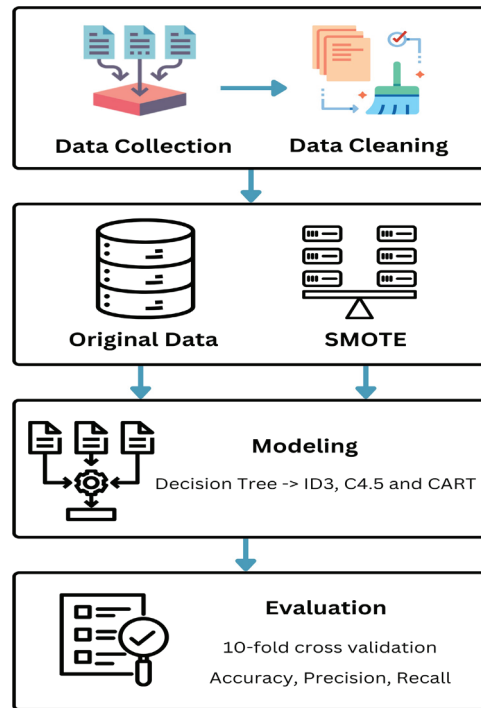 Data Collection
Data Cleaning
Original Data
SMOTE
Modeling
Decision Tree -> ID3, C4.5 and CART
Evaluation
10-fold cross validation
Accuracy, Precision, Recall